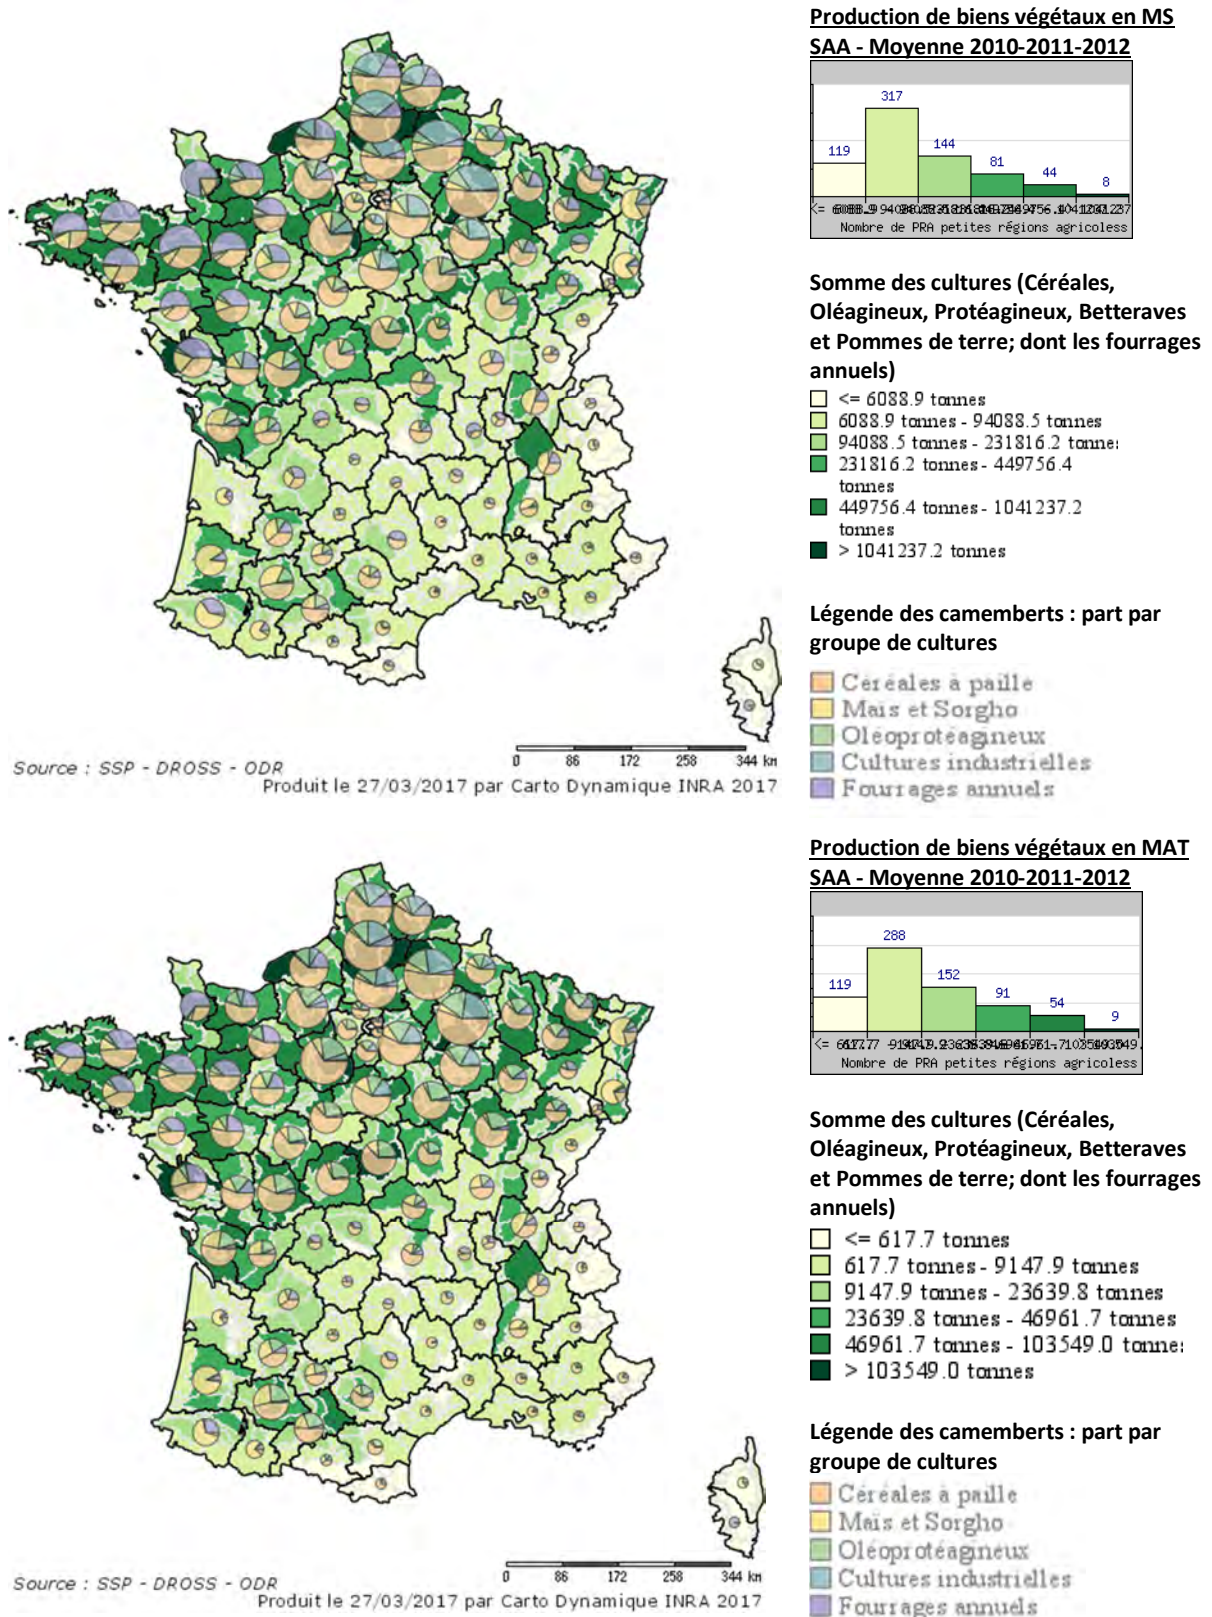 Production de biens végétaux en MS
SAA - Moyenne 2010-2011-2012
317
119
144
81
44
8
Nombre de PRA petites régions agricoless
Somme des cultures (Céréales,
Oléagineux, Protéagineux, Betteraves
et Pommes de terre; dont les fourrages
annuels)
<= 6088.9 tonnes
6088.9 tonnes - 94088.5 tonnes
94088.5 tonnes - 231816.2 tonne
231816.2 tonnes - 449756.4
tonnes
449756.4 tonnes - 1041237.2
tonnes
> 1041237.2 tonnes
Légende des camemberts : part par
groupe de cultures
Céréales à paille
Maïs et Sorgho
Oléoprotéagineux
Cultures industrielles
Fourrages annuels
0 86 172 258 344 km
Source : SSP - DROSS - ODR
Produit le 27/03/2017 par Carto Dynamique INRA 2017
Production de biens végétaux en MAT
SAA - Moyenne 2010-2011-2012
288
119
152
91
54
9
Nombre de PRA petites régions agricoless
Somme des cultures (Céréales,
Oléagineux, Protéagineux, Betteraves
et Pommes de terre; dont les fourrages
annuels)
<= 617.7 tonnes
617.7 tonnes - 9147.9 tonnes
9147.9 tonnes - 23639.8 tonnes
23639.8 tonnes - 46961.7 tonnes
46961.7 tonnes - 103549.0 tonne
> 103549.0 tonnes
Légende des camemberts : part par
groupe de cultures
Céréales à paille
Maïs et Sorgho
Oléoprotéagineux
Cultures industrielles
Fourrages annuels
0 86 172 258 344 km
Source : SSP - DROSS - ODR
Produit le 27/03/2017 par Carto Dynamique INRA 2017